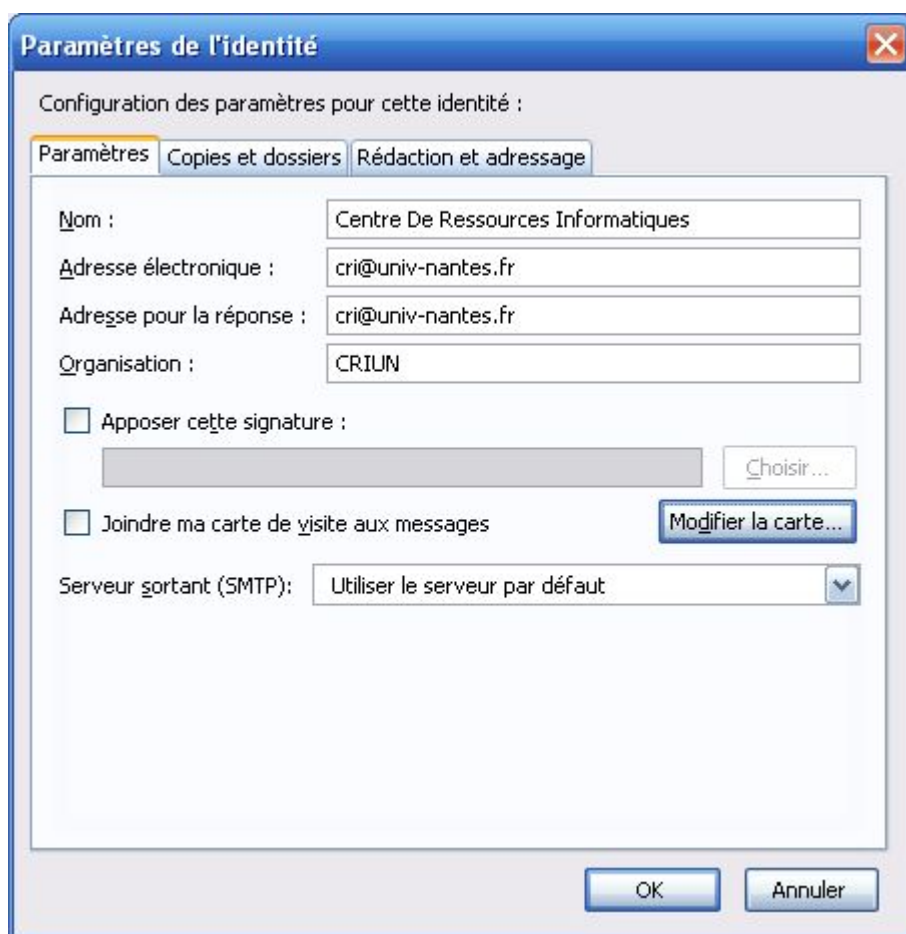 Paramètres de l'identité
Configuration des paramètres pour cette identité :
Paramètres Copies et dossiers Rédaction et adressage
Nom : Centre De Ressources Informatiques
Adresse électronique : cri@univ-nantes.fr
Adresse pour la réponse : cri@univ-nantes.fr
Organisation : CRIUN
Apposer cette signature :
Choisir...
Joindre ma carte de visite aux messages Modifier la carte...
Serveur sortant (SMTP): Utiliser le serveur par défaut
OK Annuler